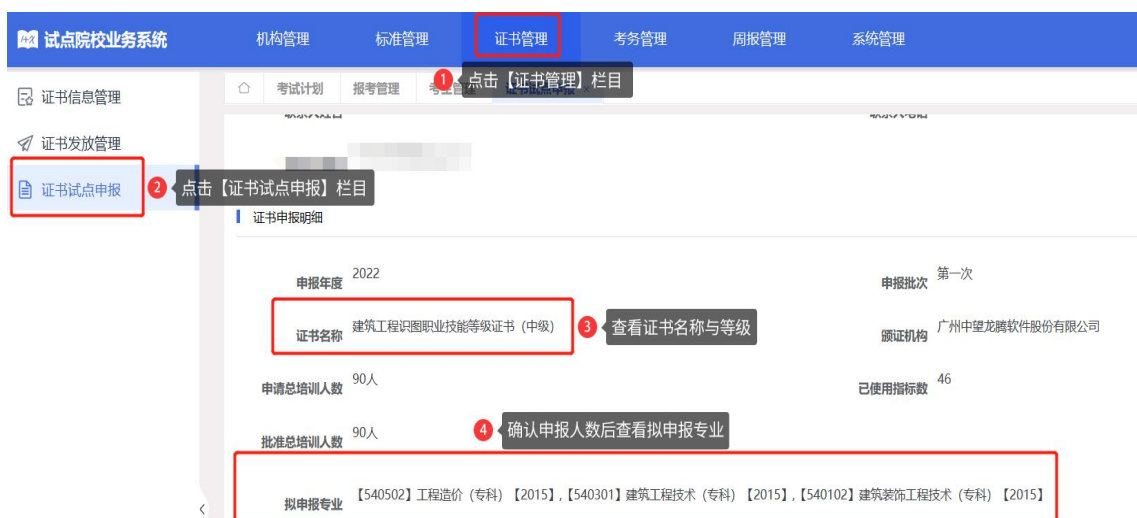 试点院校业务系统 机构管理 标准管理 证书管理 考务管理 周报管理 系统管理
1 点击【证书管理】栏目
证书信息管理 考试计划 报考管理
证书发放管理
证书试点申报 2 点击【证书试点申报】栏目
证书申报明细
申报年度 2022 申报批次 第一次
证书名称 建筑工程识图职业技能等级证书（中级） 3 查看证书名称与等级 颁证机构 广州中望龙腾软件股份有限公司
申请总培训人数 90人 已使用指标数 46
4 确认申报人数后查看拟申报专业
批准总培训人数 90人
拟申报专业 【540502】工程造价（专科）【2015】,【540301】建筑工程技术（专科）【2015】,【540102】建筑装饰工程技术（专科）【2015】